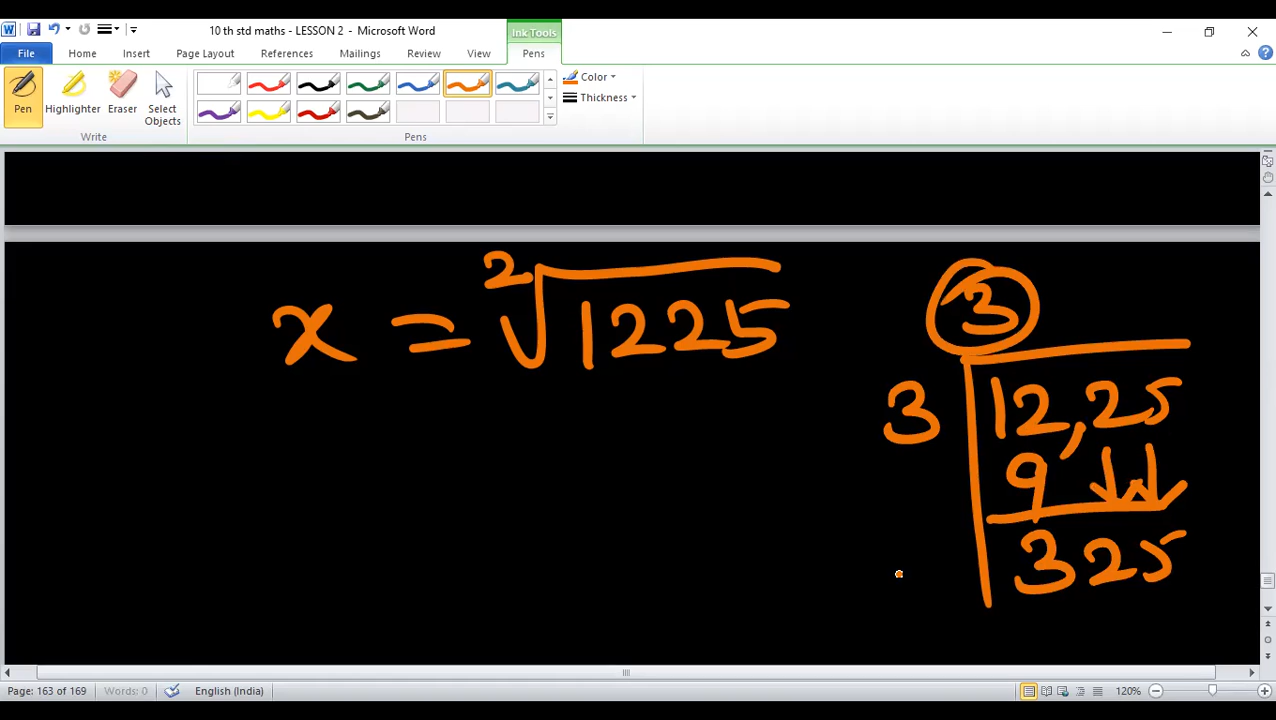 10 th std maths - LESSON 2 - Microsoft Word
Ink Tools
File Home Insert Page Layout References Mailings Review View Pens
Pen Highlighter Eraser Select Objects
Color
Thickness
Write Pens
x = ²√1225
3
3 12,25
9
325
Page: 163 of 169 Words: 0 English (India) 120%